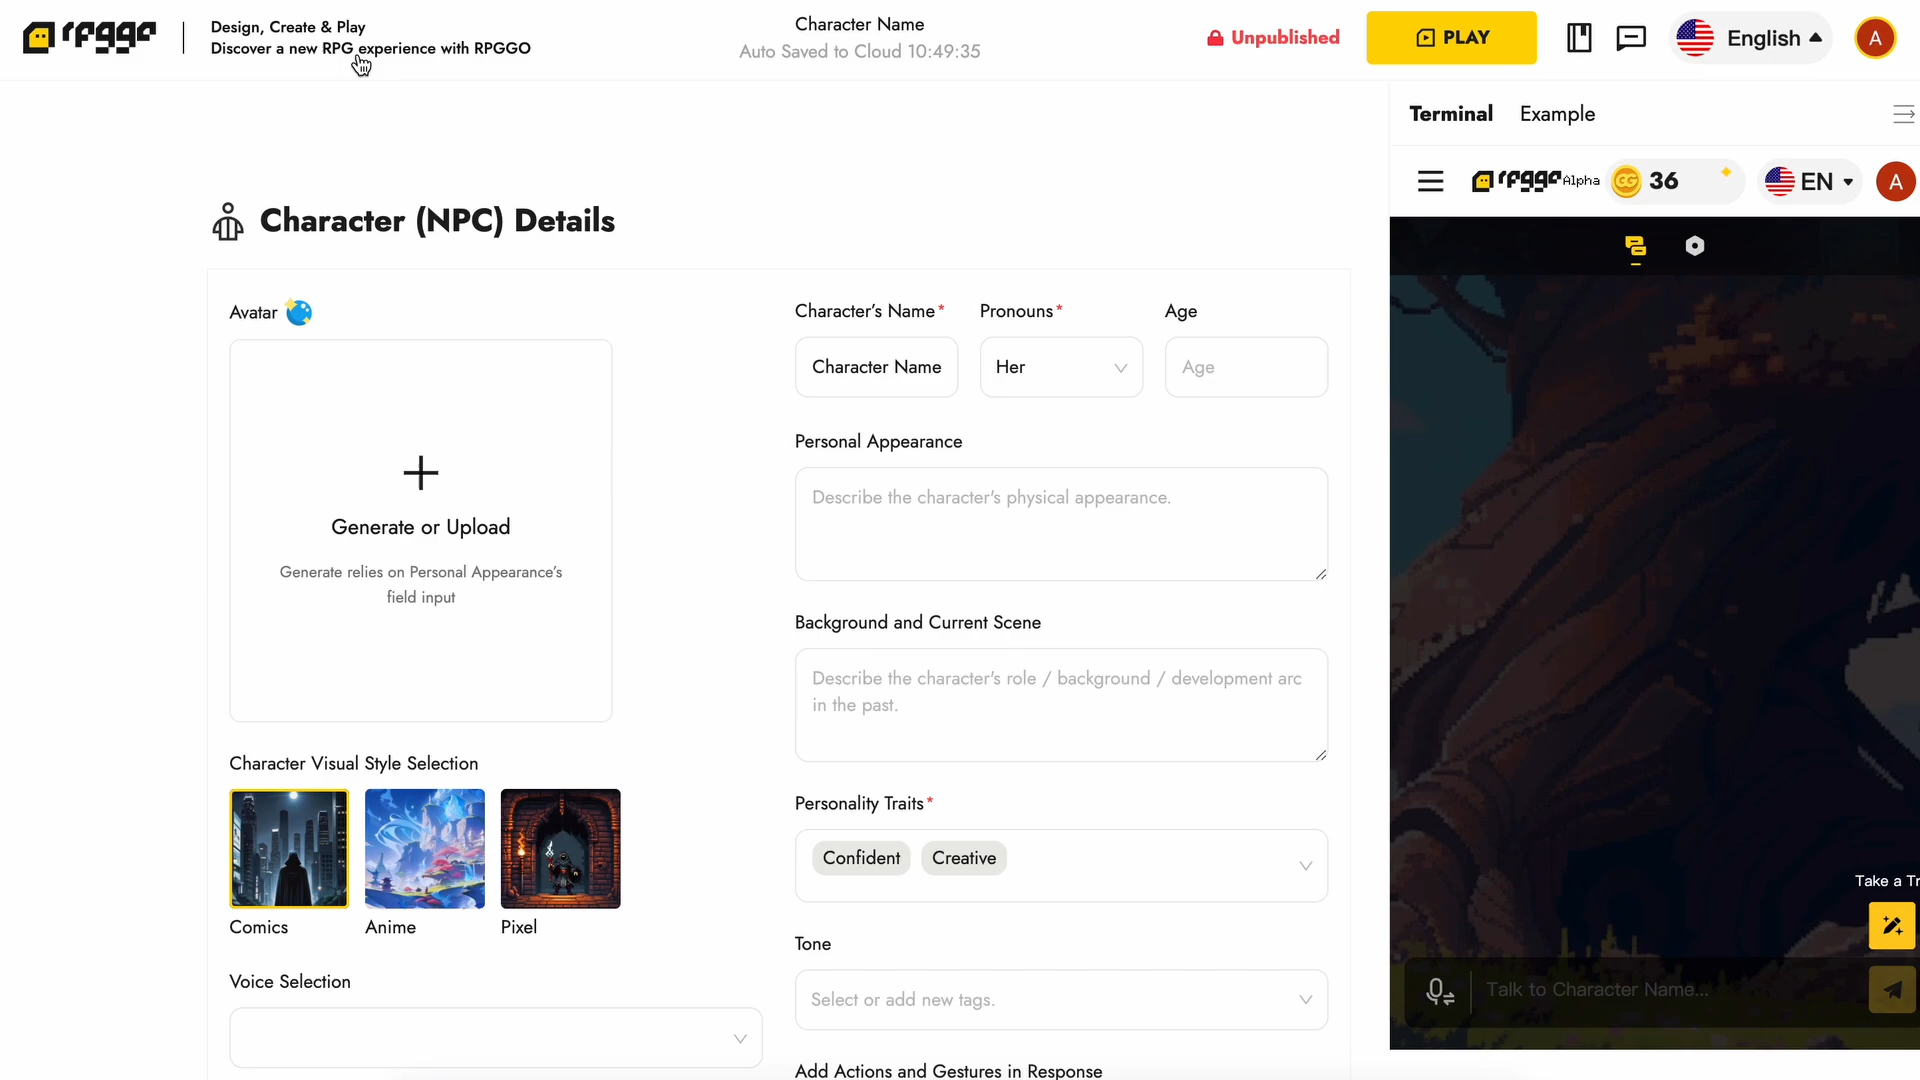 rpggo
Design, Create & Play
Discover a new RPG experience with RPGGO
Character Name
Auto Saved to Cloud 10:49:35
Unpublished
PLAY
English
A
Terminal
Example
rpggo Alpha
36
EN
A
Character (NPC) Details
Avatar
Generate or Upload
Generate relies on Personal Appearance's
field input
Character Visual Style Selection
Comics
Anime
Pixel
Voice Selection
Character's Name*
Pronouns*
Age
Character Name
Her
Age
Personal Appearance
Describe the character's physical appearance.
Background and Current Scene
Describe the character's role / background / development arc
in the past.
Personality Traits*
Confident
Creative
Tone
Select or add new tags.
Add Actions and Gestures in Response
Take a Tr
Talk to Character Name...